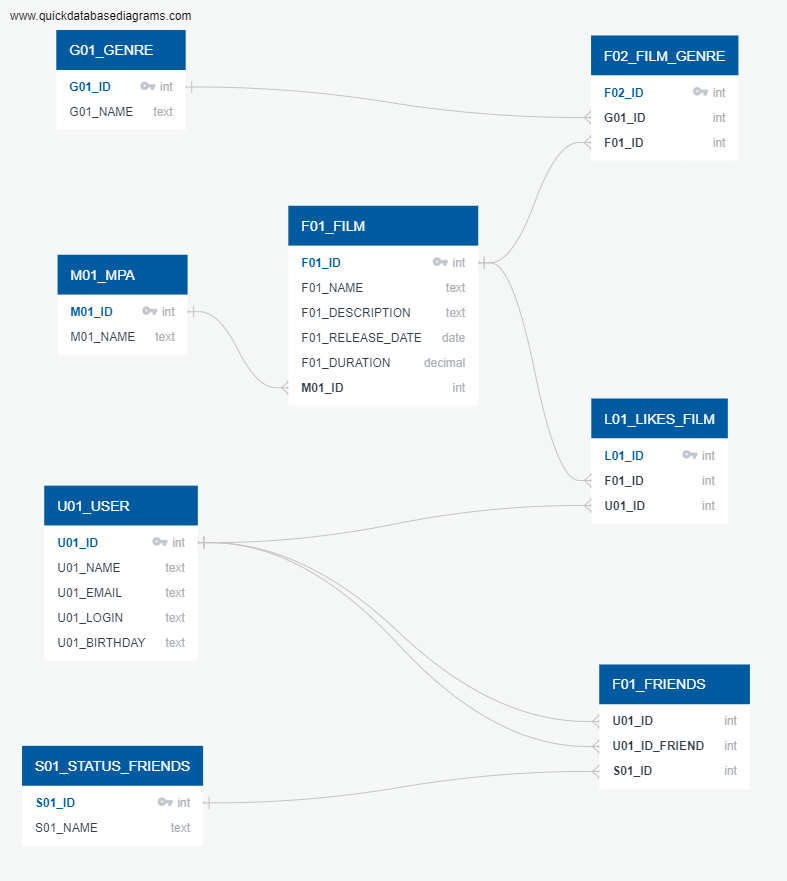 www.quickdatabasediagrams.com
G01_GENRE
G01_ID int
G01_NAME text
F02_FILM_GENRE
F02_ID int
G01_ID int
F01_ID int
F01_FILM
F01_ID int
F01_NAME text
F01_DESCRIPTION text
F01_RELEASE_DATE date
F01_DURATION decimal
M01_ID int
M01_MPA
M01_ID int
M01_NAME text
L01_LIKES_FILM
L01_ID int
F01_ID int
U01_ID int
U01_USER
U01_ID int
U01_NAME text
U01_EMAIL text
U01_LOGIN text
U01_BIRTHDAY text
F01_FRIENDS
U01_ID int
U01_ID_FRIEND int
S01_ID int
S01_STATUS_FRIENDS
S01_ID int
S01_NAME text